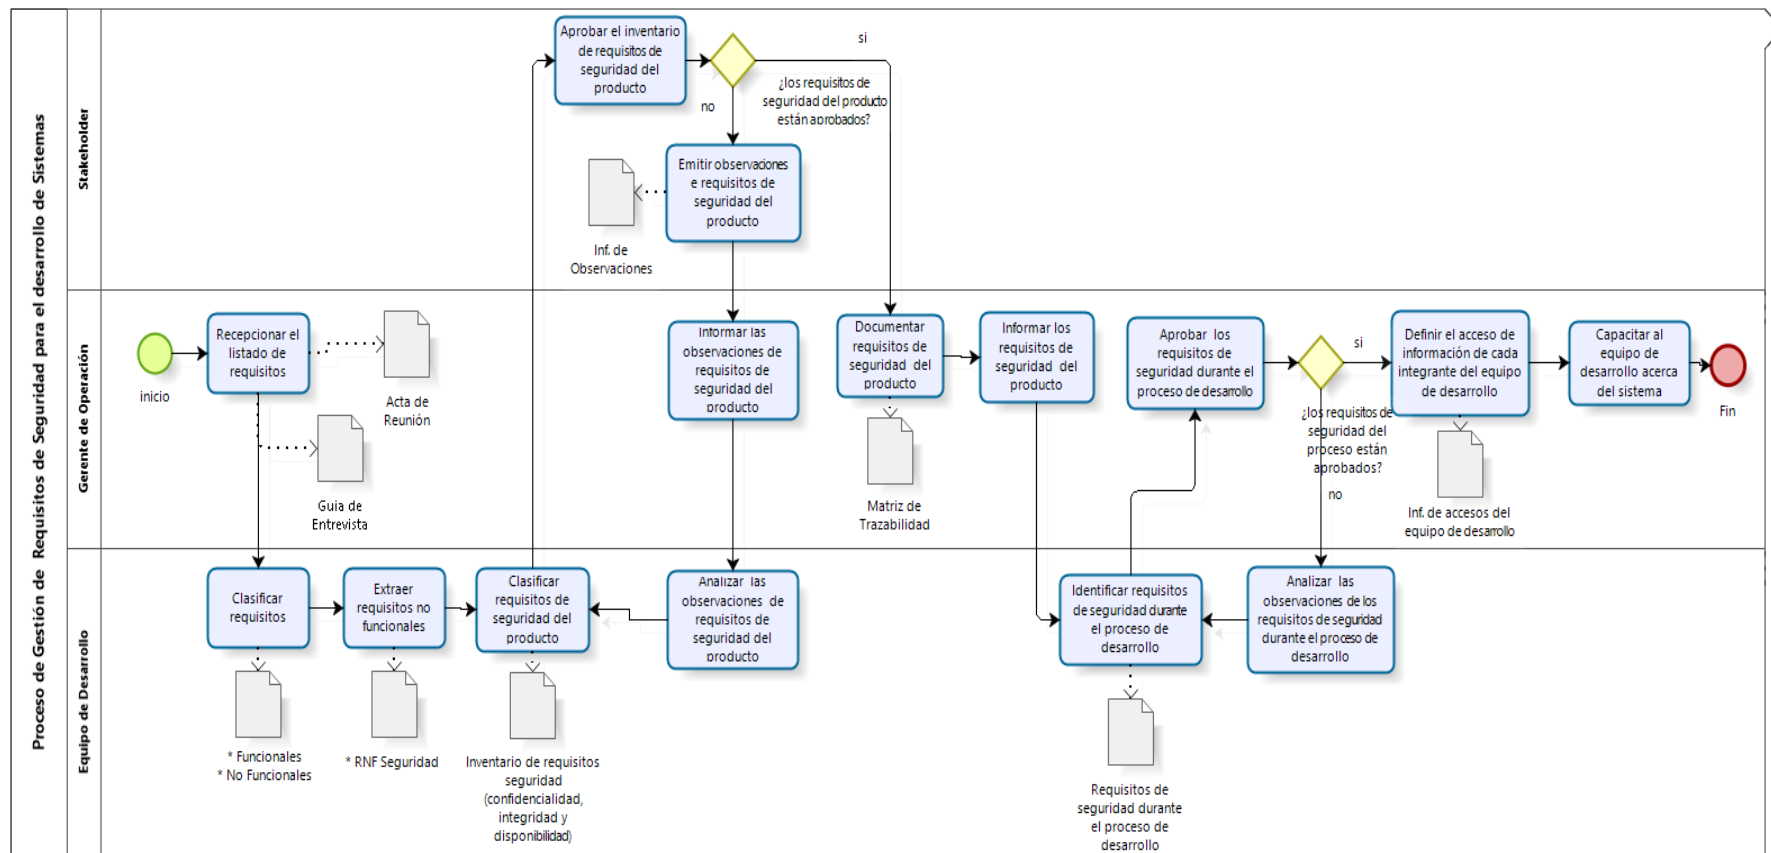 Proceso de Gestión de Requisitos de Seguridad para el desarrollo de Sistemas
Stakeholder
Aprobar el inventario
de requisitos de
seguridad del
producto
si
no
¿los requisitos de
seguridad del producto
están aprobados?
Emitir observaciones
e requisitos de
seguridad del
producto
Inf. de
Observaciones
Gerente de Operación
inicio
Recepcionar el
listado de
requisitos
Acta de
Reunión
Guia de
Entrevista
Informar las
observaciones de
requisitos de
seguridad del
producto
Documentar
requisitos de
seguridad del
producto
Matriz de
Trazabilidad
Informar los
requisitos de
seguridad del
producto
Aprobar los
requisitos de
seguridad durante el
proceso de desarrollo
si
¿los requisitos de
seguridad del
proceso están
aprobados?
no
Definir el acceso de
información de cada
integrante del equipo
de desarrollo
Inf. de accesos del
equipo de desarrollo
Capacitar al
equipo de
desarrollo acerca
del sistema
Fin
Equipo de Desarrollo
Clasificar
requisitos
* Funcionales
* No Funcionales
Extraer
requisitos no
funcionales
* RNF Seguridad
Clasificar
requisitos de
seguridad del
producto
Inventario de requisitos
seguridad
(confidencialidad,
integridad y
disponibilidad)
Analizar las
observaciones de
requisitos de
seguridad del
producto
Identificar requisitos
de seguridad durante
el proceso de
desarrollo
Requisitos de
seguridad durante
el proceso de
desarrollo
Analizar las
observaciones de los
requisitos de seguridad
durante el proceso de
desarrollo